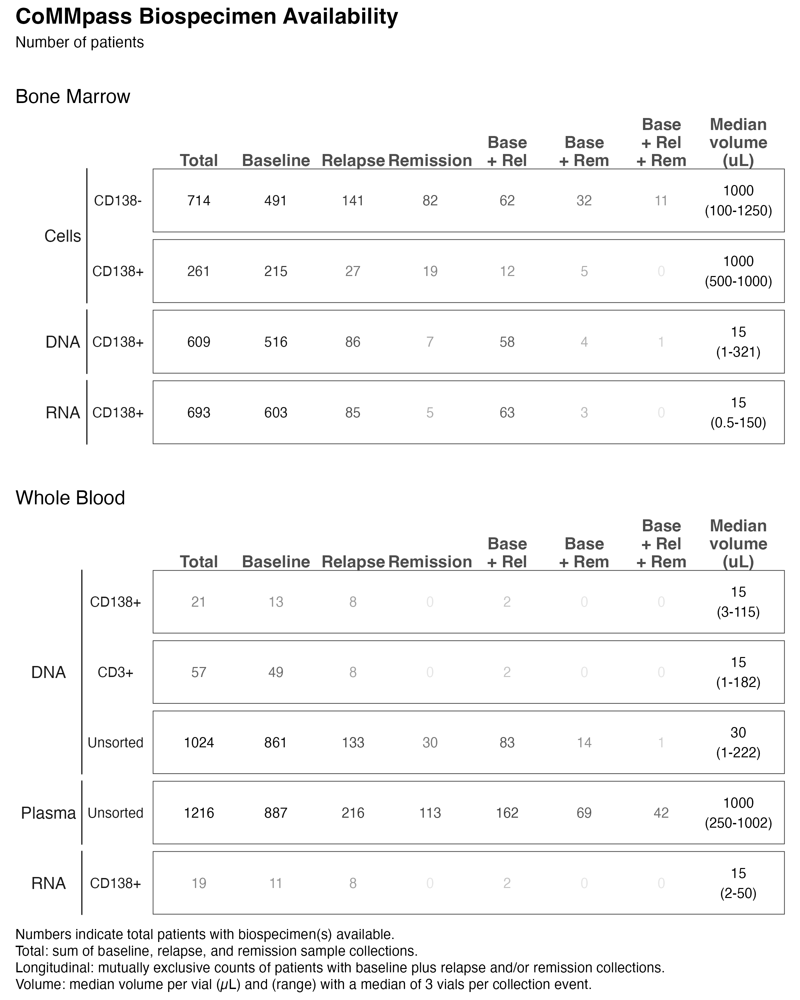 CoMMpass Biospecimen Availability
Number of patients
Bone Marrow
Total Baseline Relapse Remission Base + Rel Base + Rem Base + Rel + Rem Median volume (uL)
Cells
CD138- 714 491 141 82 62 32 11 1000 (100-1250)
CD138+ 261 215 27 19 12 5 0 1000 (500-1000)
DNA CD138+ 609 516 86 7 58 4 1 15 (1-321)
RNA CD138+ 693 603 85 5 63 3 0 15 (0.5-150)
Whole Blood
Total Baseline Relapse Remission Base + Rel Base + Rem Base + Rel + Rem Median volume (uL)
DNA
CD138+ 21 13 8 0 2 0 0 15 (3-115)
CD3+ 57 49 8 0 2 0 0 15 (1-182)
Unsorted 1024 861 133 30 83 14 1 30 (1-222)
Plasma Unsorted 1216 887 216 113 162 69 42 1000 (250-1002)
RNA CD138+ 19 11 8 0 2 0 0 15 (2-50)
Numbers indicate total patients with biospecimen(s) available.
Total: sum of baseline, relapse, and remission sample collections.
Longitudinal: mutually exclusive counts of patients with baseline plus relapse and/or remission collections.
Volume: median volume per vial (µL) and (range) with a median of 3 vials per collection event.